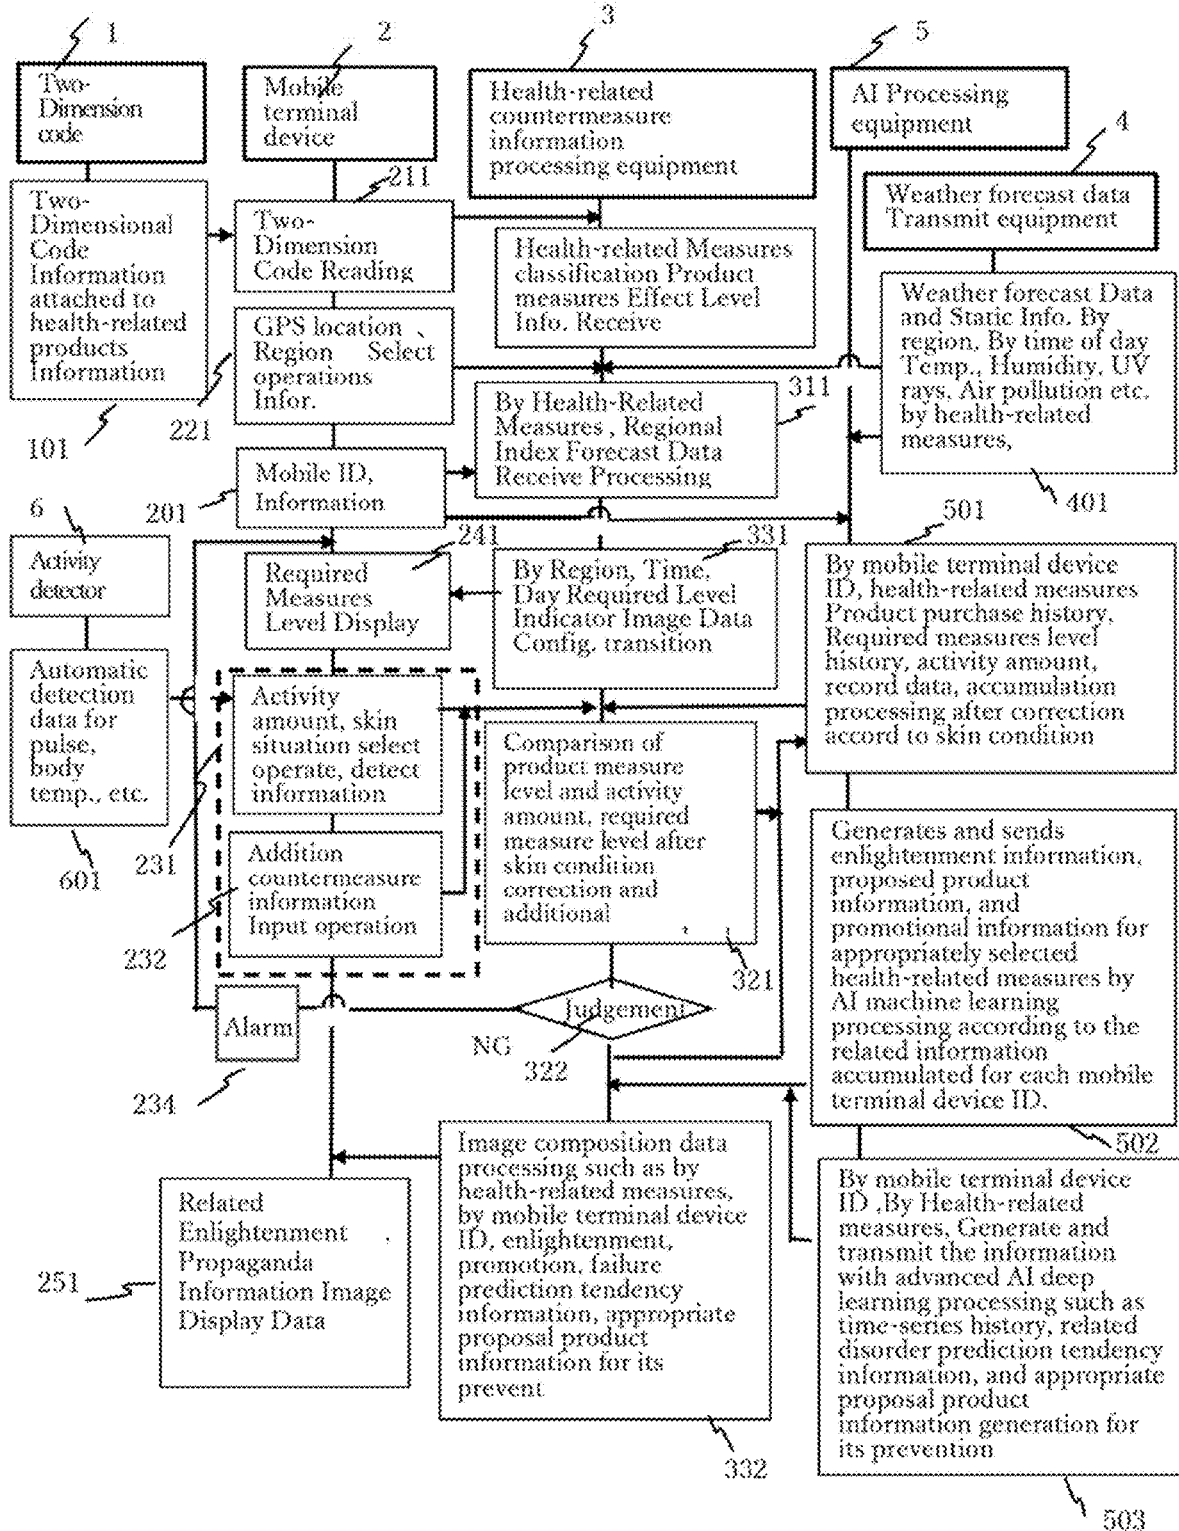 1
2
3
5
4
Two-
Dimension
code
Mobile
terminal
device
Health-related
countermeasure
information
processing equipment
AI Processing
equipment
Weather forecast data
Transmit equipment
211
Two-
Dimensional
Code
Information
attached to
health-related
products
Information
101
Two-
Dimension
Code Reading
Health-related Measures
classification Product
measures Effect Level
Info. Receive
Weather forecast Data
and Static Info. By
region, By time of day
Temp., Humidity, UV
rays, Air pollution etc.
by health-related
measures,
401
GPS location 、
Region Select
operations
Infor.
221
By Health-Related
Measures , Regional
Index Forecast Data
Receive Processing
311
Mobile ID,
Information
201
6
Activity
detector
241
Required
Measures
Level Display
331
By Region, Time,
Day Required Level
Indicator Image Data
Config. transition
501
By mobile terminal device
ID, health-related measures
Product purchase history,
Required measures level
history, activity amount,
record data, accumulation
processing after correction
accord to skin condition
Automatic
detection
data for
pulse,
body
temp., etc.
601
231
Activity
amount, skin
situation select
operate, detect
information
Comparison of
product measure
level and activity
amount, required
measure level after
skin condition
correction and
additional
321
Addition
countermeasure
information
Input operation
232
Generates and sends
enlightenment information,
proposed product
information, and
promotional information for
appropriately selected
health-related measures by
AI machine learning
processing according to the
related information
accumulated for each mobile
terminal device ID.
502
Alarm
234
Judgement
NG
322
Image composition data
processing such as by
health-related measures,
by mobile terminal device
ID, enlightenment,
promotion, failure
prediction tendency
information, appropriate
proposal product
information for its
prevent
332
Related
Enlightenment
Propaganda
Information Image
Display Data
251
By mobile terminal device
ID ,By Health-related
measures, Generate and
transmit the information
with advanced AI deep
learning processing such as
time-series history, related
disorder prediction tendency
information, and appropriate
proposal product
information generation for
its prevention
503